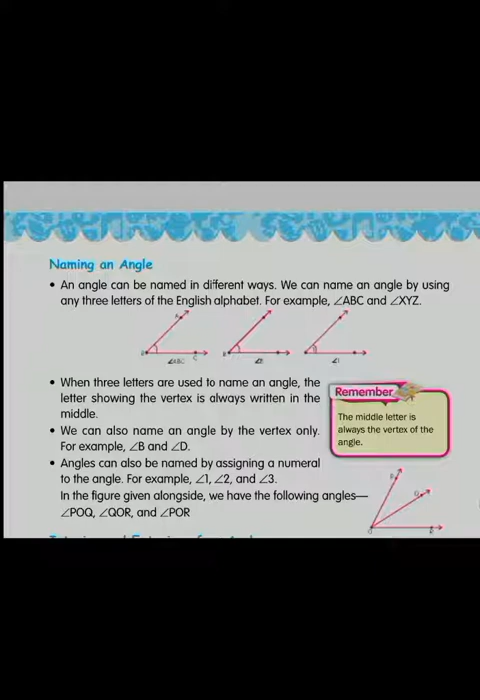 Naming an Angle
• An angle can be named in different ways. We can name an angle by using
any three letters of the English alphabet. For example, ∠ABC and ∠XYZ.
A
B
C
∠ABC
B
1
∠1
• When three letters are used to name an angle, the
letter showing the vertex is always written in the
middle.
• We can also name an angle by the vertex only.
For example, ∠B and ∠D.
• Angles can also be named by assigning a numeral
to the angle. For example, ∠1, ∠2, and ∠3.
In the figure given alongside, we have the following angles—
∠POQ, ∠QOR, and ∠POR
Remember
The middle letter is
always the vertex of the
angle.
P
Q
O
R